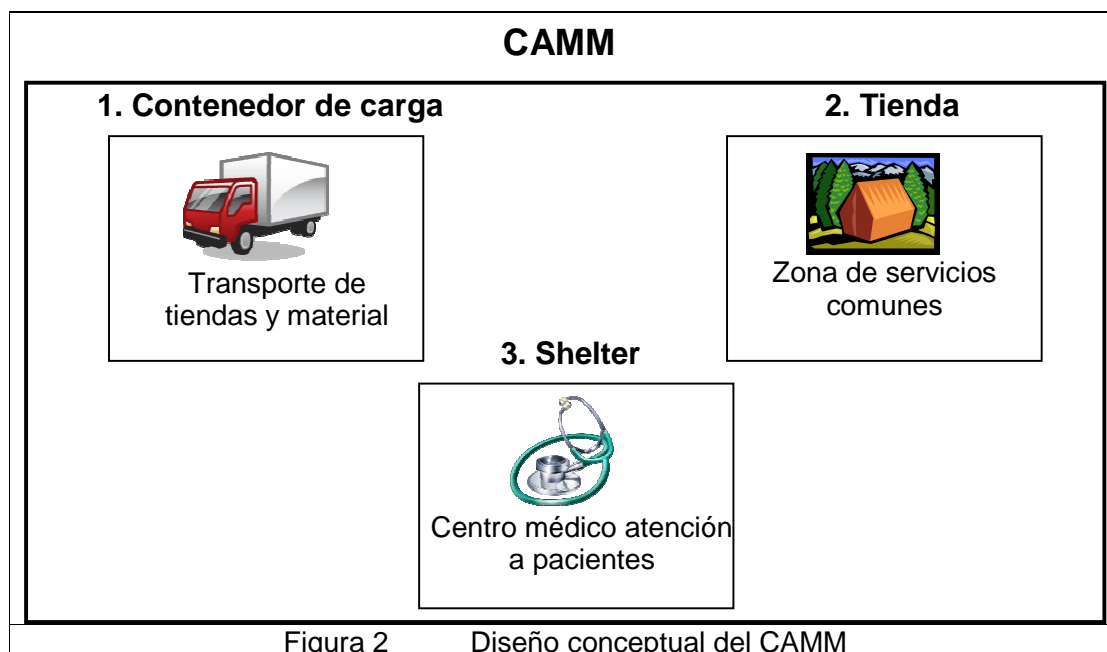 CAMM
1. Contenedor de carga
Transporte de
tiendas y material
2. Tienda
Zona de servicios
comunes
3. Shelter
Centro médico atención
a pacientes
Figura 2 Diseño conceptual del CAMM